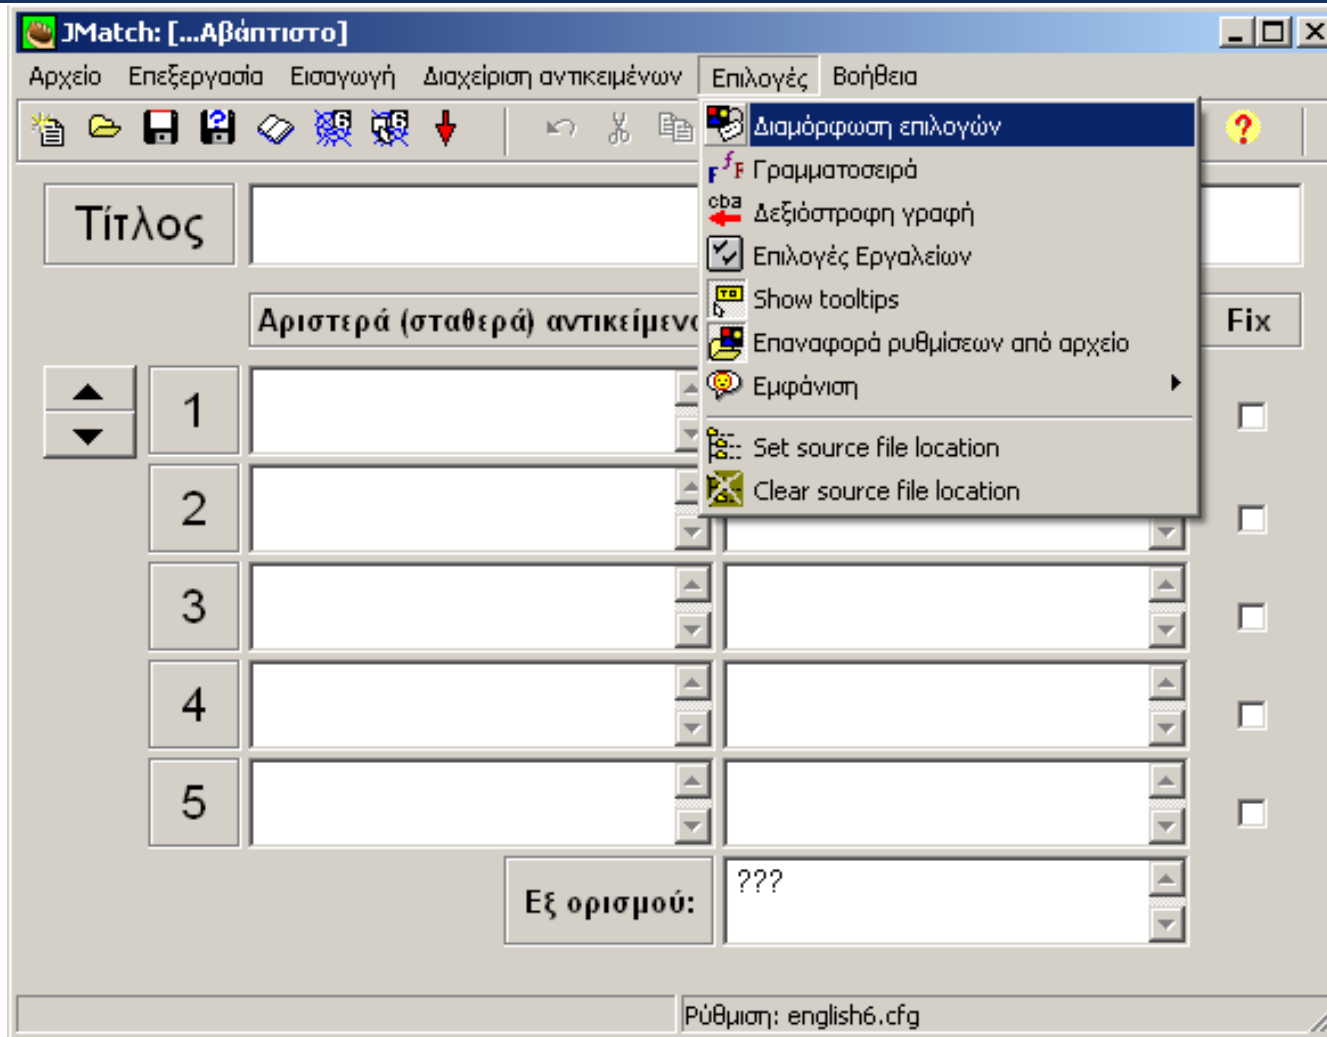 JMatch: [...Αβάπτιστο]
Αρχείο Επεξεργασία Εισαγωγή Διαχείριση αντικειμένων Επιλογές Βοήθεια
Διαμόρφωση επιλογών
Γραμματοσειρά
Δεξιόστροφη γραφή
Επιλογές Εργαλείων
Show tooltips
Επαναφορά ρυθμίσεων από αρχείο
Εμφάνιση
Set source file location
Clear source file location
Τίτλος
Αριστερά (σταθερά) αντικείμενα
Fix
1
2
3
4
5
Εξ ορισμού:
???
Ρύθμιση: english6.cfg